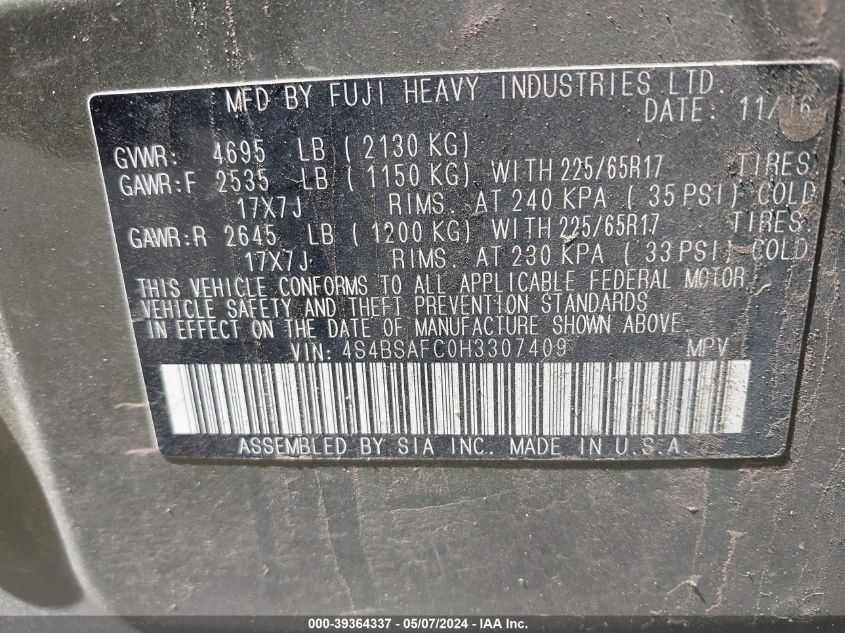 MFD BY FUJI HEAVY INDUSTRIES LTD.
DATE: 11/16
GVWR: 4695 LB ( 2130 KG)
GAWR:F 2535 LB ( 1150 KG) WITH 225/65R17 TIRES
17X7J RIMS. AT 240 KPA ( 35 PSI) COLD
GAWR:R 2645 LB ( 1200 KG) WITH 225/65R17 TIRES.
17X7J RIMS. AT 230 KPA ( 33 PSI) COLD
THIS VEHICLE CONFORMS TO ALL APPLICABLE FEDERAL MOTOR
VEHICLE SAFETY AND THEFT PREVENTION STANDARDS
IN EFFECT ON THE DATE OF MANUFACTURE SHOWN ABOVE.
VIN: 4S4BSAFC0H3307409 MPV
ASSEMBLED BY SIA INC. MADE IN U.S.A.
000-39364337 - 05/07/2024 - IAA Inc.